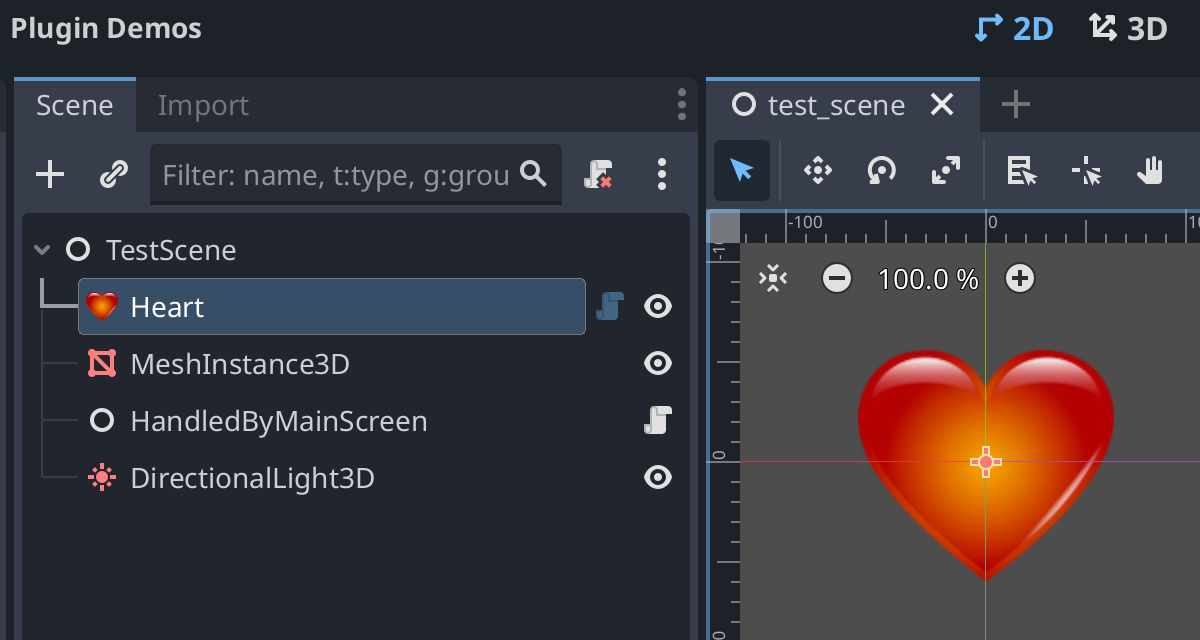 Plugin Demos
2D
3D
Scene
Import
test_scene
Filter: name, t:type, g:grou
TestScene
Heart
MeshInstance3D
HandledByMainScreen
DirectionalLight3D
-100
0
100.0 %
0